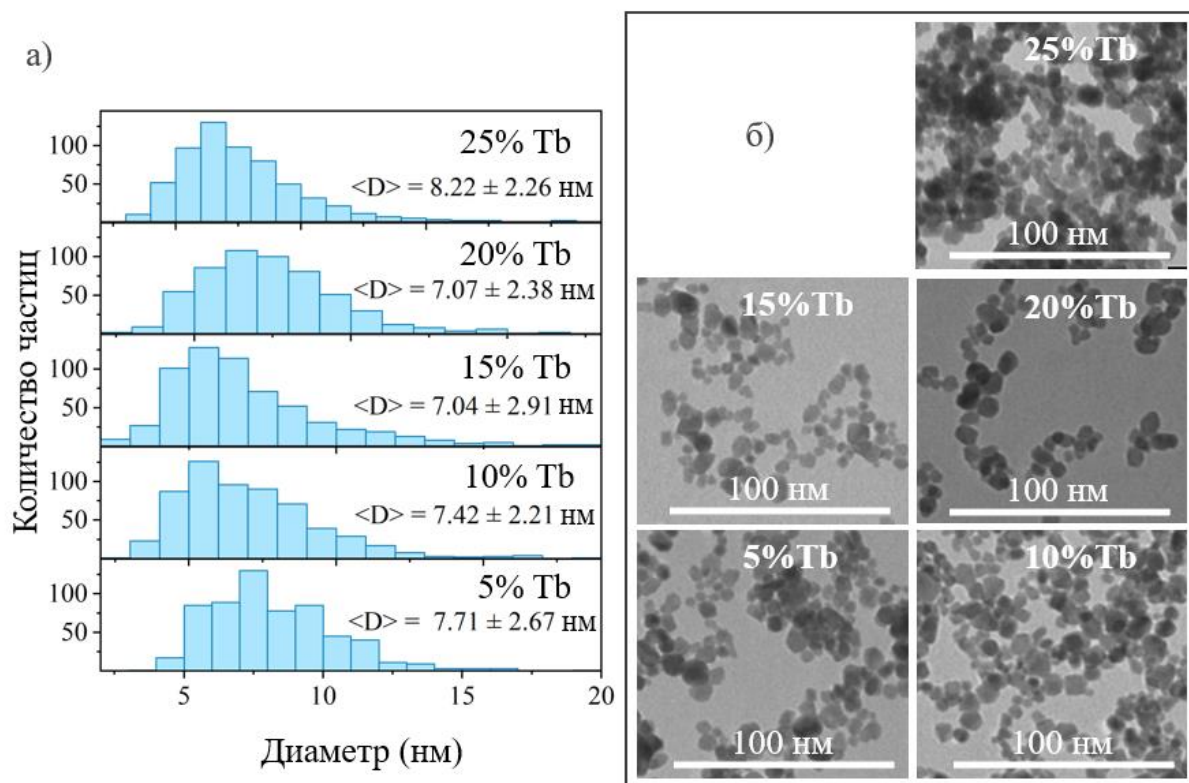 а)
Количество частиц
100
50
25% Tb
<D> = 8.22 ± 2.26 нм
100
50
20% Tb
<D> = 7.07 ± 2.38 нм
100
50
15% Tb
<D> = 7.04 ± 2.91 нм
100
50
10% Tb
<D> = 7.42 ± 2.21 нм
100
50
5% Tb
<D> = 7.71 ± 2.67 нм
5 10 15 20
Диаметр (нм)
б)
25%Tb
100 нм
15%Tb
100 нм
20%Tb
100 нм
5%Tb
100 нм
10%Tb
100 нм